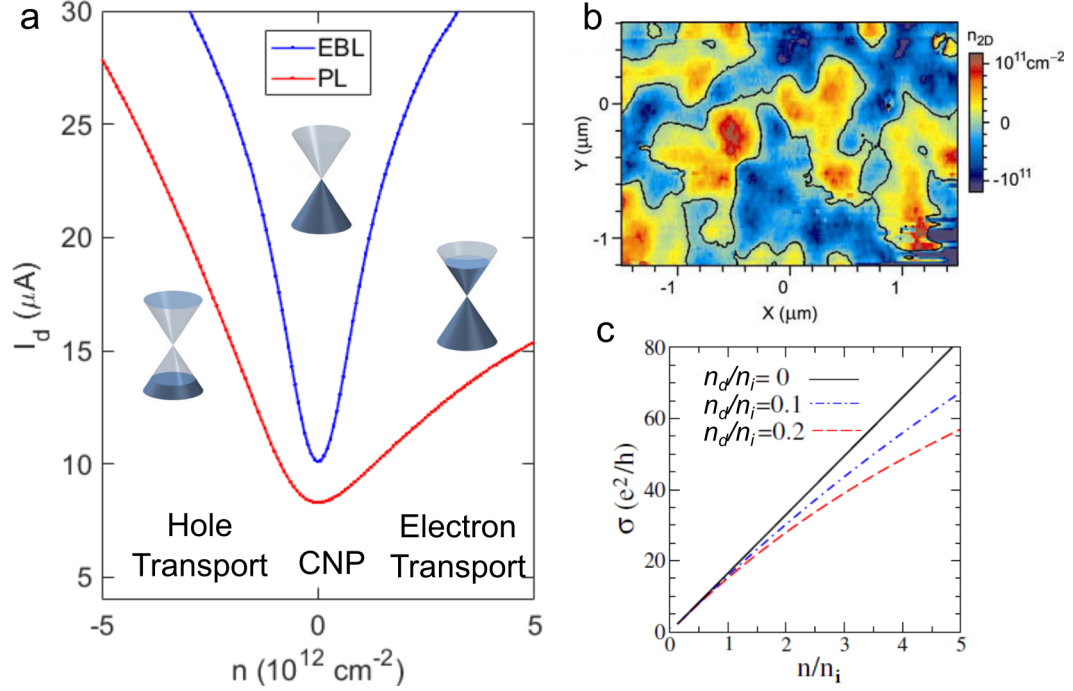 a
30
25
20
15
10
5
I_d (μA)
EBL
PL
Hole
Transport
CNP
Electron
Transport
-5
0
5
n (10^12 cm^-2)
b
0
-1
Y (μm)
-1
0
1
X (μm)
n_2D
10^11 cm^-2
0
-10^11
c
80
60
40
20
0
σ (e^2/h)
n_d/n_i= 0
n_d/n_i=0.1
n_d/n_i=0.2
0
1
2
3
4
5
n/n_i